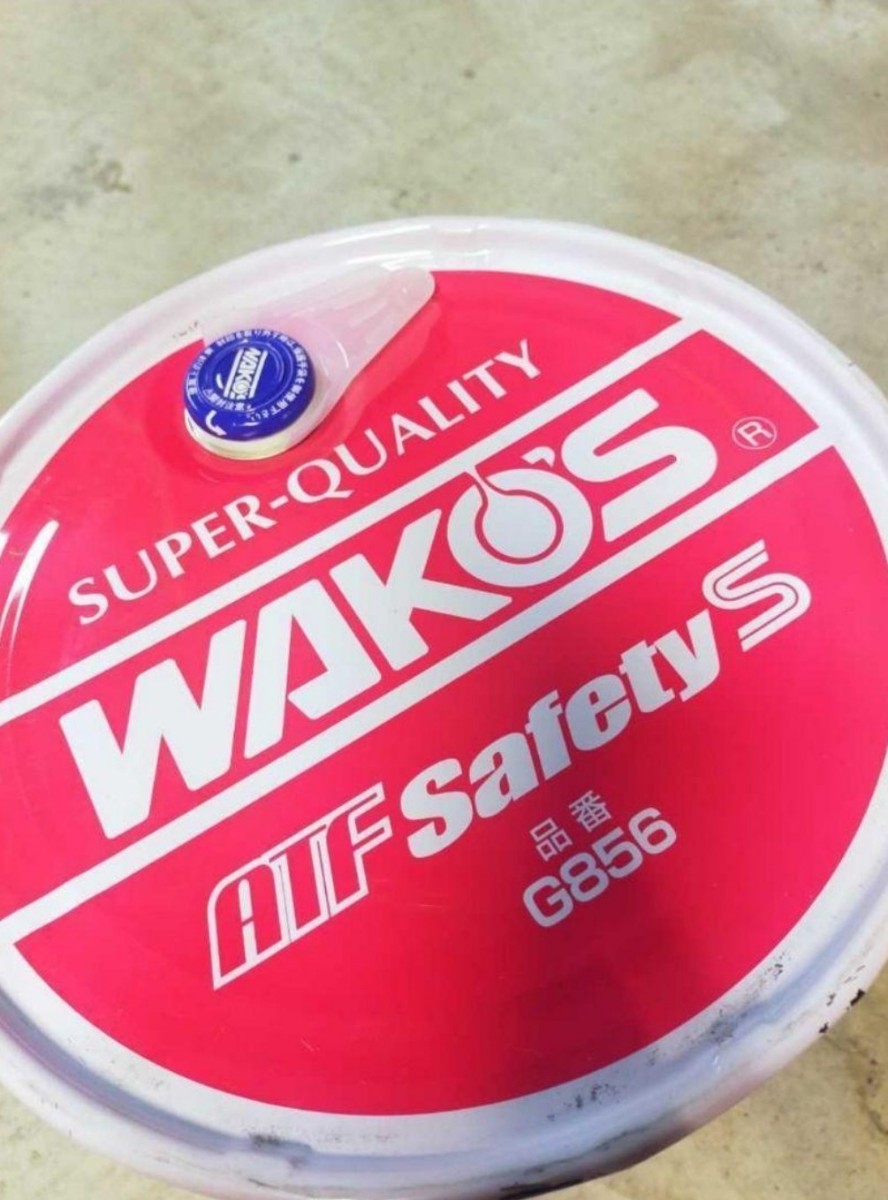 SUPER-QUALITY
WAKO'S®
ATF Safety S
品番
G856
WAKO'S